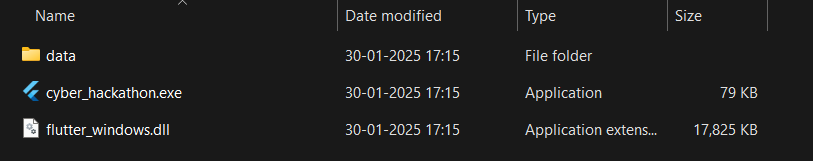 Name Date modified Type Size
data 30-01-2025 17:15 File folder
cyber_hackathon.exe 30-01-2025 17:15 Application 79 KB
flutter_windows.dll 30-01-2025 17:15 Application extens... 17,825 KB